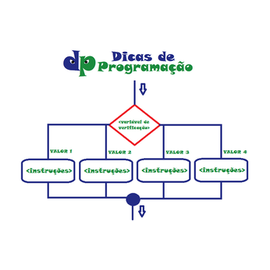 dp Dicas de
Programação
<variável de
verificação>
VALOR 1
VALOR 2
VALOR 3
VALOR 4
<instruções>
<instruções>
<instruções>
<instruções>